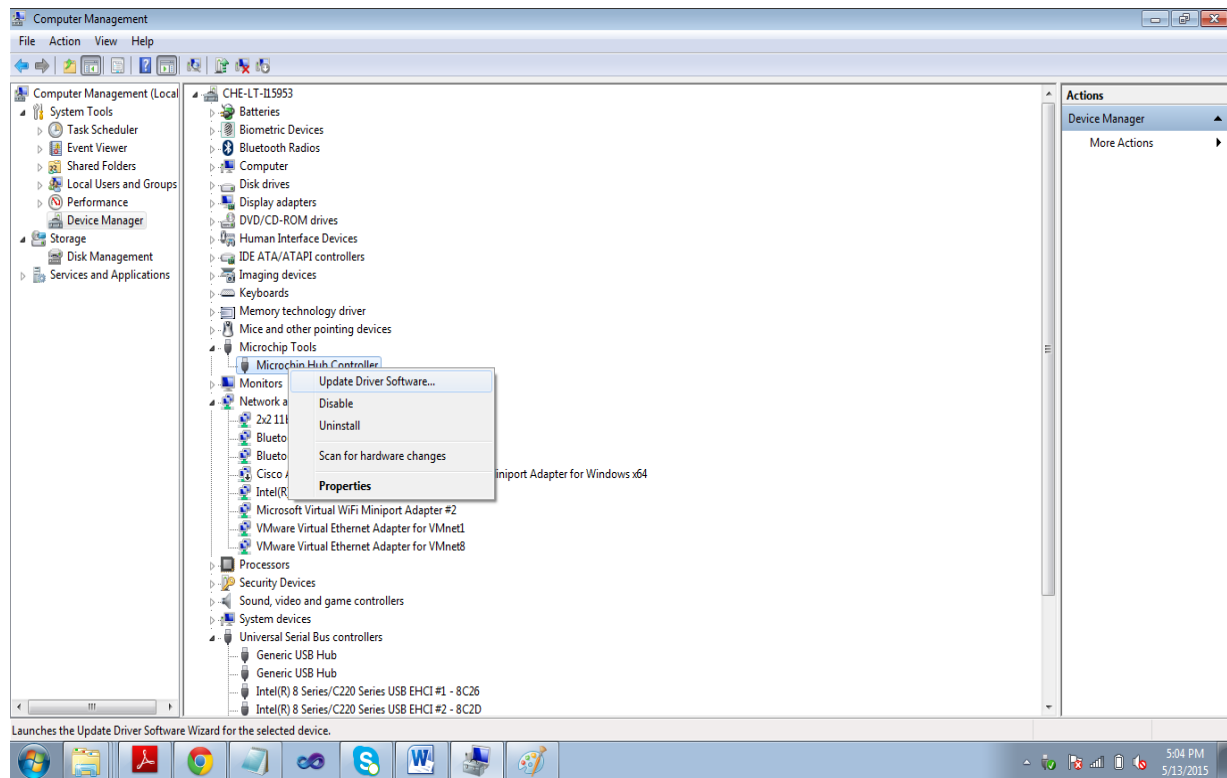 Computer Management
File Action View Help
Computer Management (Local
System Tools
Task Scheduler
Event Viewer
Shared Folders
Local Users and Groups
Performance
Device Manager
Storage
Disk Management
Services and Applications
CHE-LT-I15953
Batteries
Biometric Devices
Bluetooth Radios
Computer
Disk drives
Display adapters
DVD/CD-ROM drives
Human Interface Devices
IDE ATA/ATAPI controllers
Imaging devices
Keyboards
Memory technology driver
Mice and other pointing devices
Microchip Tools
Microchip Hub Controller
Monitors
Network a
2x2 11
Blueto
Blueto
Cisco
iniport Adapter for Windows x64
Intel(R)
Microsoft Virtual WiFi Miniport Adapter #2
VMware Virtual Ethernet Adapter for VMnet1
VMware Virtual Ethernet Adapter for VMnet8
Processors
Security Devices
Sound, video and game controllers
System devices
Universal Serial Bus controllers
Generic USB Hub
Generic USB Hub
Intel(R) 8 Series/C220 Series USB EHCI #1 - 8C26
Intel(R) 8 Series/C220 Series USB EHCI #2 - 8C2D
Update Driver Software...
Disable
Uninstall
Scan for hardware changes
Properties
Actions
Device Manager
More Actions
Launches the Update Driver Software Wizard for the selected device.
5:04 PM
5/13/2015